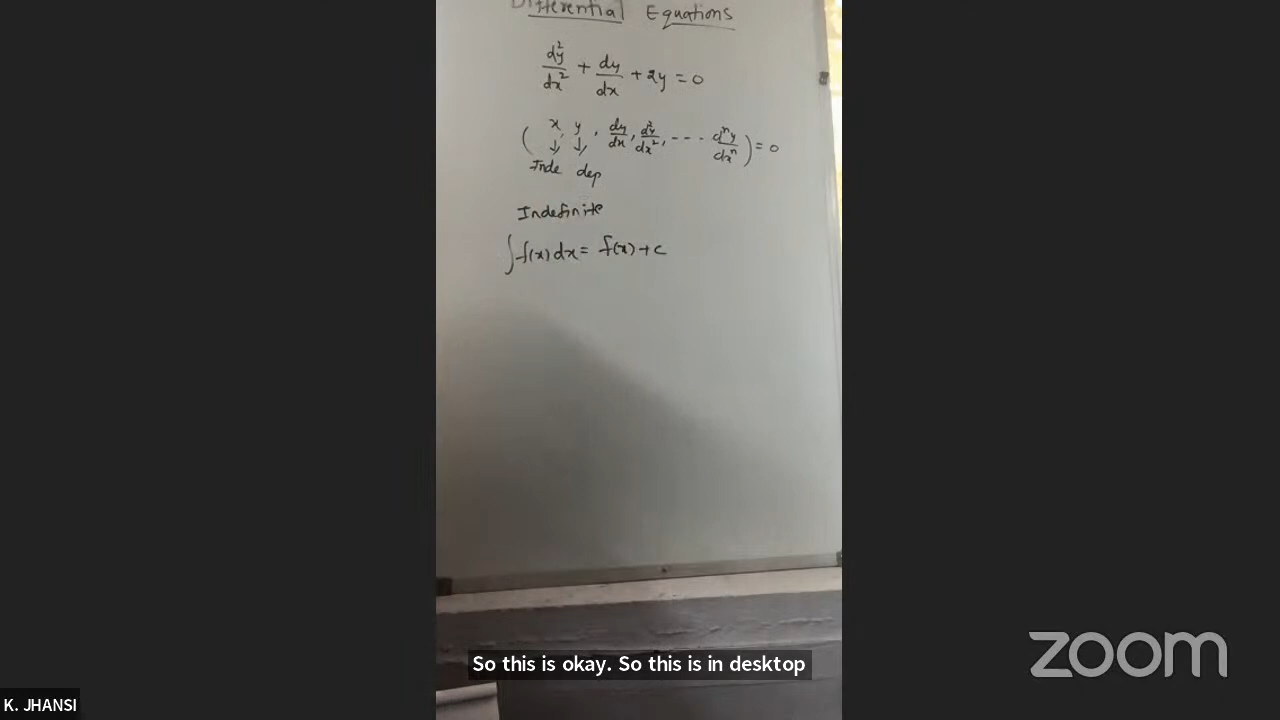 Differential Equations
d²y/dx² + dy/dx + 2y = 0
(x, y, dy/dx, d²y/dx², --- dⁿy/dxⁿ) = 0
↓ ↓
Inde dep
Indefinite
∫f(x) dx = f(x) + c
So this is okay. So this is in desktop
zoom
K. JHANSI